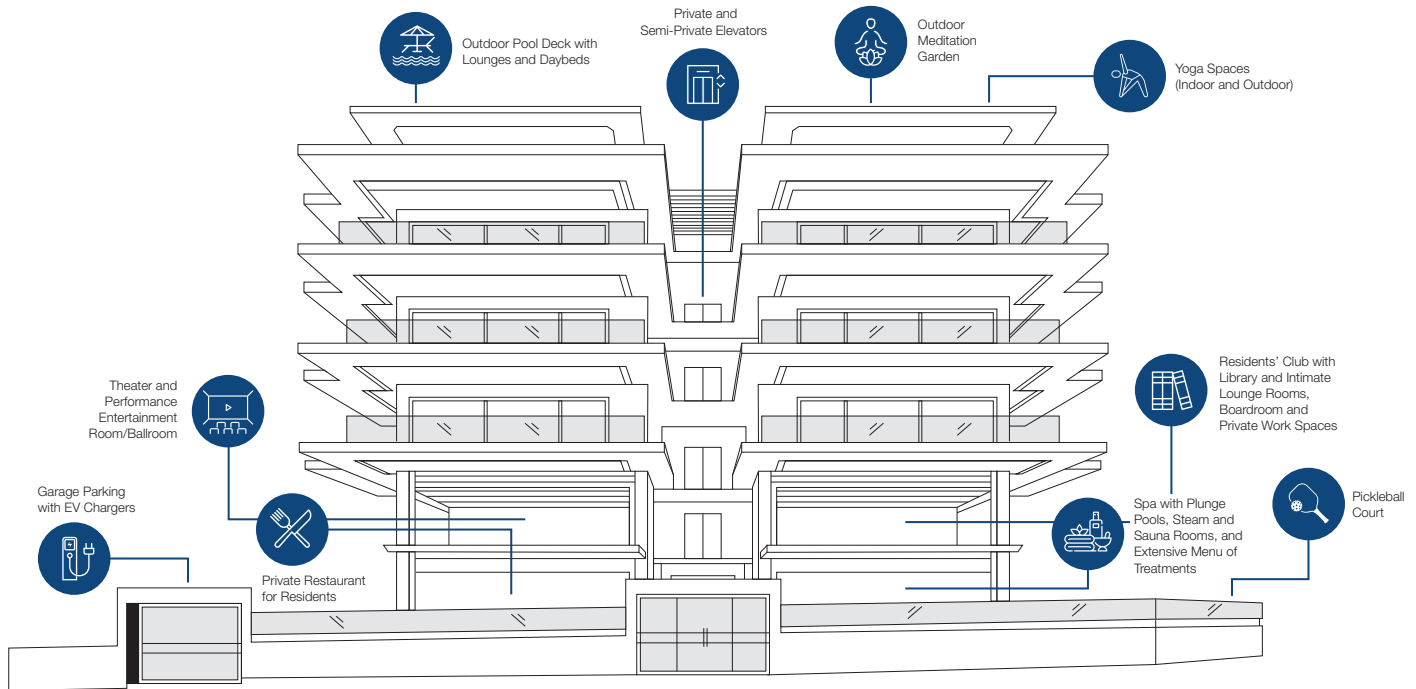 Private and
Semi-Private Elevators
Outdoor Pool Deck with
Lounges and Daybeds
Outdoor
Meditation
Garden
Yoga Spaces
(Indoor and Outdoor)
Theater and
Performance
Entertainment
Room/Ballroom
Residents’ Club with
Library and Intimate
Lounge Rooms,
Boardroom and
Private Work Spaces
Garage Parking
with EV Chargers
Private Restaurant
for Residents
Spa with Plunge
Pools, Steam and
Sauna Rooms, and
Extensive Menu of
Treatments
Pickleball
Court